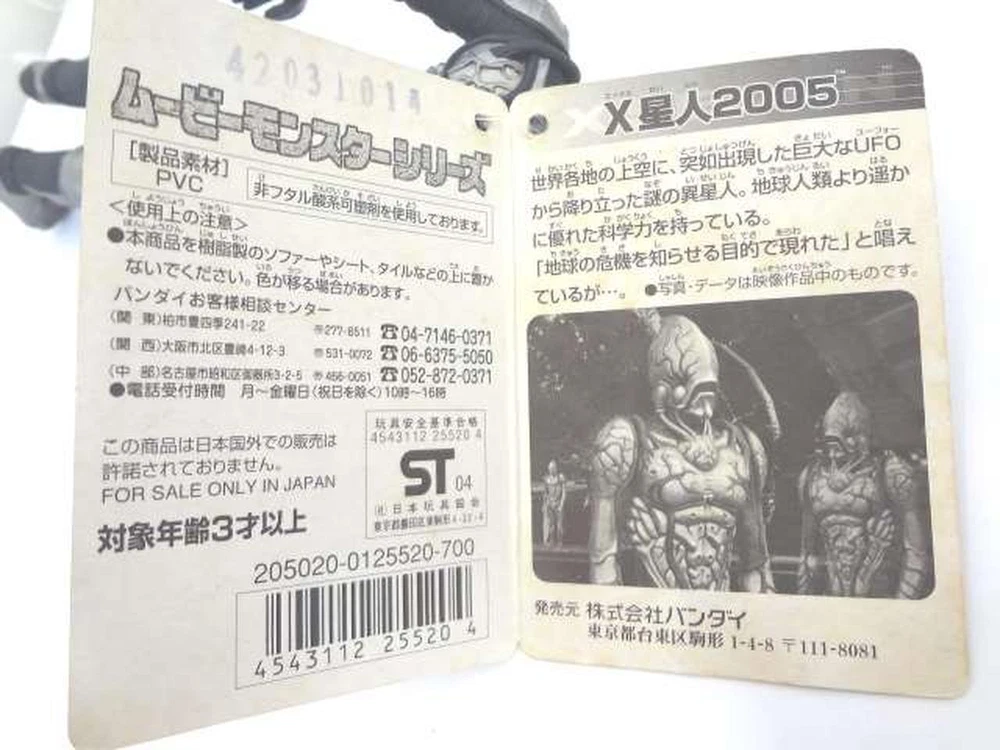 4203101
ムービーモンスターシリーズ
[製品素材]
PVC
非フタル酸系可塑剤を使用しております。
<使用上の注意>
●本商品を樹脂製のソファーやシート、タイルなどの上に置か
ないでください。色が移る場合があります。
バンダイお客様相談センター
(関 東)柏市豊四季241-22 〒277-8511 ☎04-7146-0371
(関 西)大阪市北区豊崎4-12-3 〒531-0072 ☎06-6375-5050
(中 部)名古屋市昭和区御器所3-2-5 〒466-0051 ☎052-872-0371
●電話受付時間 月~金曜日(祝日を除く)10時~16時
この商品は日本国外での販売は
許諾されておりません。
FOR SALE ONLY IN JAPAN
対象年齢3才以上
玩具安全基準合格
4543112 25520 4
ST 04
(社)日本玩具協会
東京都墨田区東駒形4-22-4
205020-0125520-700
4543112 25520 4
X星人2005
世界各地の上空に、突如出現した巨大なUFO
から降り立った謎の異星人。地球人類より遥か
に優れた科学力を持っている。
「地球の危機を知らせる目的で現れた」と唱え
ているが…。 ●写真・データは映像作品中のものです。
発売元 株式会社バンダイ
東京都台東区駒形 1-4-8 〒111-8081